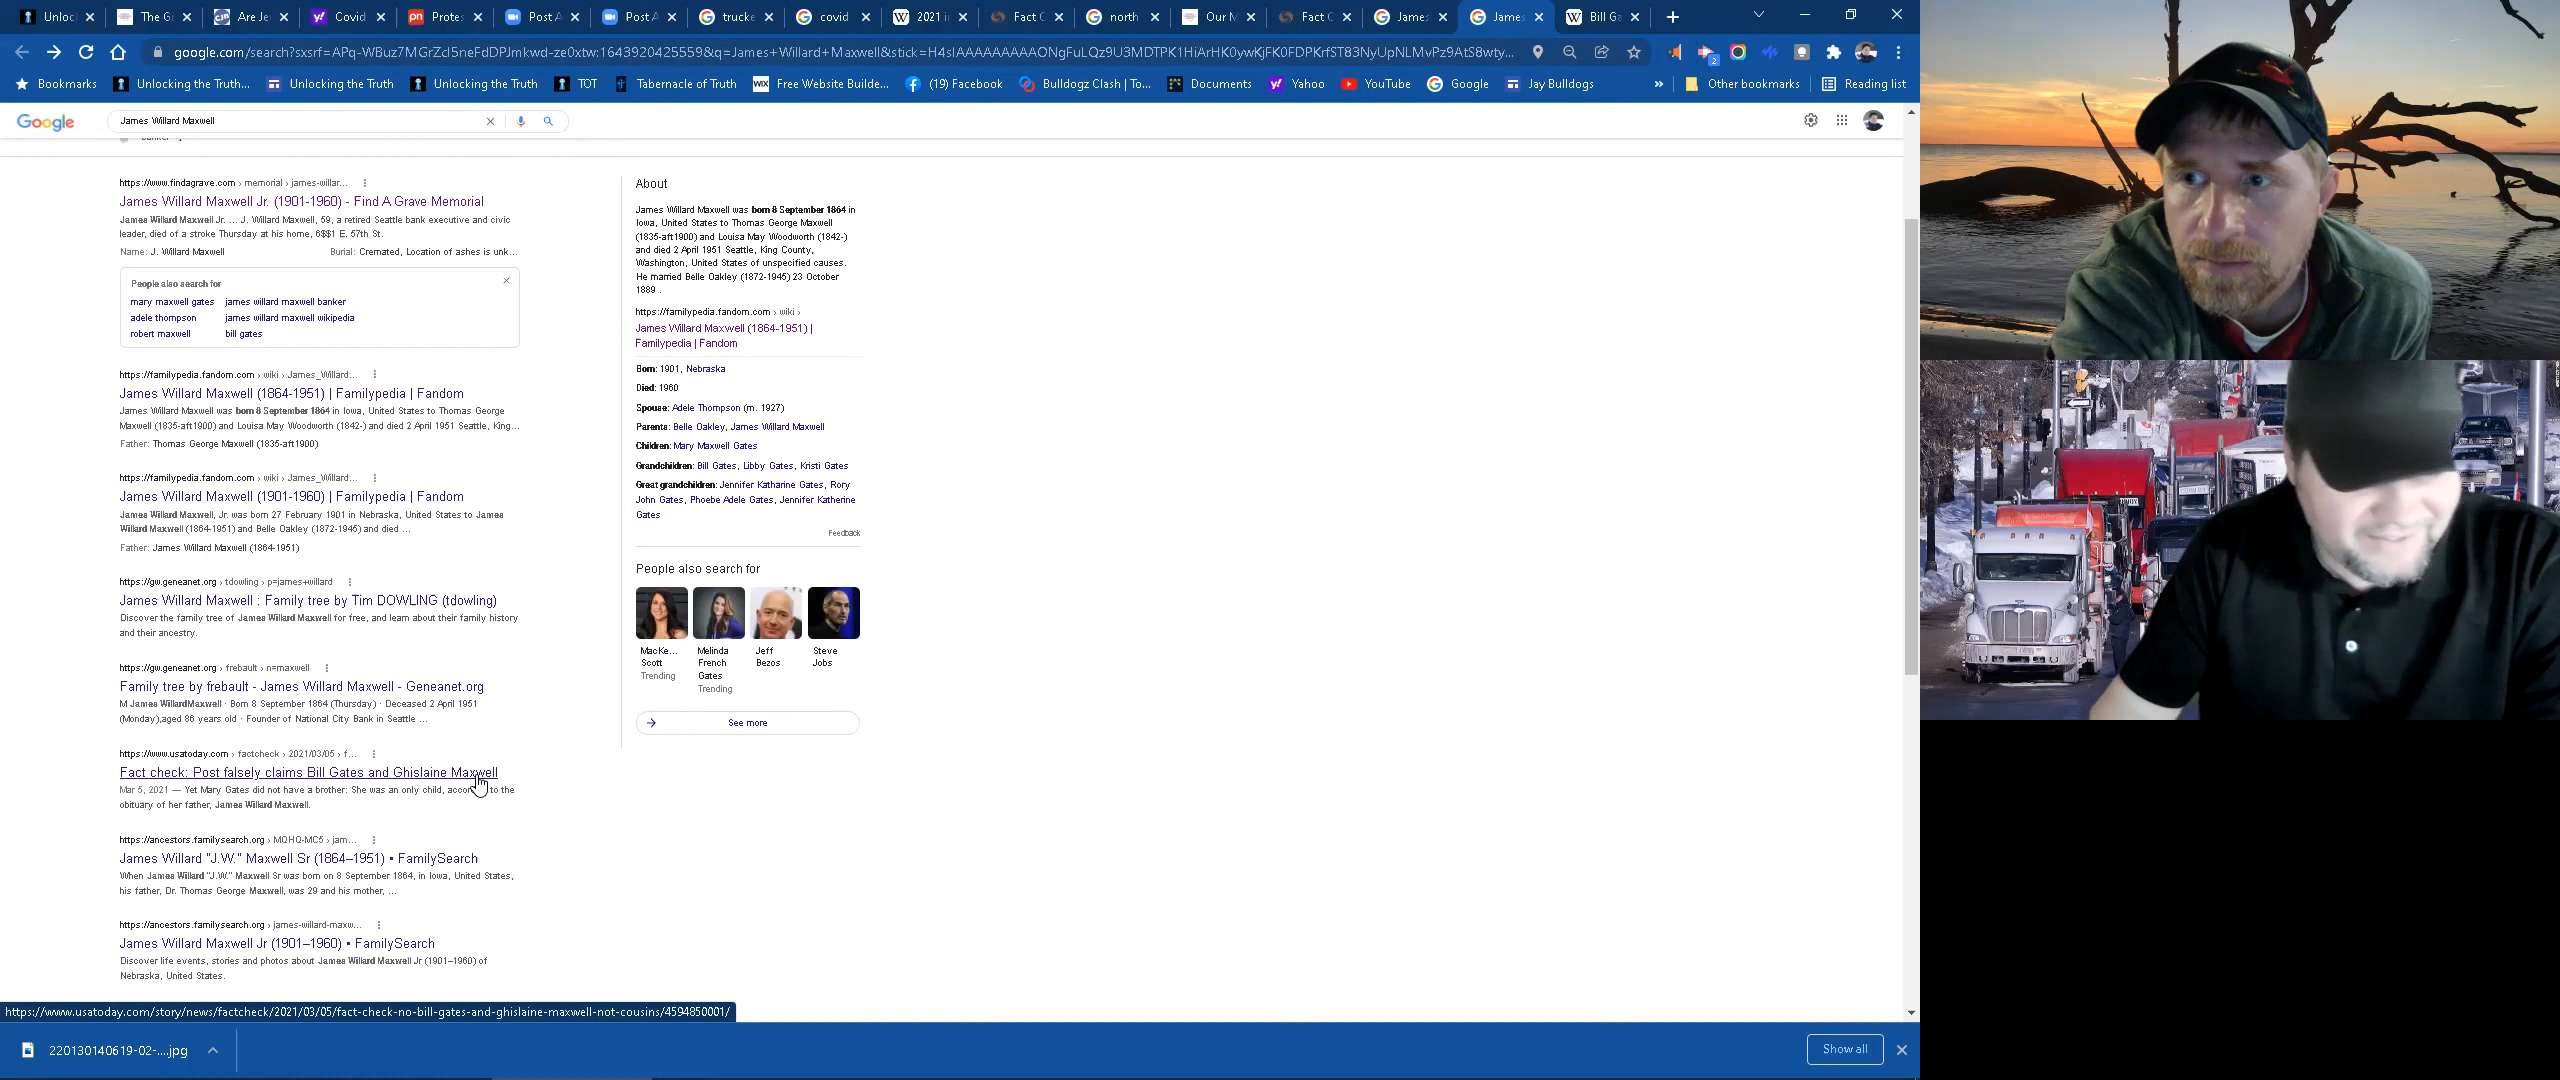 Unlocl
The G
Are Je
Covid
Protes
Post A
Post A
trucke
covid
2021 i
Fact C
north
Our M
Fact C
James
James
Bill Ga
google.com/search?sxsrf=APq-WBuz7MGrZcl5neFdDPJmkwd-ze0xtw:1643920425559&q=James+Willard+Maxwell&stick=
Bookmarks
Unlocking the Truth...
Unlocking the Truth
Unlocking the Truth
TOT
Tabernacle of Truth
WIX Free Website Builde...
(19) Facebook
Bulldogz Clash | To...
Documents
Yahoo
YouTube
Google
Jay Bulldogs
»
Other bookmarks
Reading list
Google
James Willard Maxwell
https://www.findagrave.com › memorial › james-willar...
James Willard Maxwell Jr. (1901-1960) - Find A Grave Memorial
James Willard Maxwell Jr. ... J. Willard Maxwell, 59, a retired Seattle bank executive and civic
leader, died of a stroke Thursday at his home, 6$$1 E. 57th St.
Name: J. Willard Maxwell Burial: Cremated, Location of ashes is unk...
People also search for
mary maxwell gates james willard maxwell banker
adele thompson james willard maxwell wikipedia
robert maxwell bill gates
https://familypedia.fandom.com › wiki › James_Willard...
James Willard Maxwell (1864-1951) | Familypedia | Fandom
James Willard Maxwell was born 8 September 1864 in Iowa, United States to Thomas George
Maxwell (1835-aft1900) and Louisa May Woodworth (1842-) and died 2 April 1951 Seattle, King...
Father: Thomas George Maxwell (1835-aft1900)
https://familypedia.fandom.com › wiki › James_Willard...
James Willard Maxwell (1901-1960) | Familypedia | Fandom
James Willard Maxwell, Jr. was born 27 February 1901 in Nebraska, United States to James
Willard Maxwell (1864-1951) and Belle Oakley (1872-1945) and died ...
Father: James Willard Maxwell (1864-1951)
https://gw.geneanet.org › tdowling › p=james+willard
James Willard Maxwell : Family tree by Tim DOWLING (tdowling)
Discover the family tree of James Willard Maxwell for free, and learn about their family history
and their ancestry.
https://gw.geneanet.org › frebault › n=maxwell
Family tree by frebault - James Willard Maxwell - Geneanet.org
M James WillardMaxwell · Born 8 September 1864 (Thursday) · Deceased 2 April 1951
(Monday),aged 86 years old · Founder of National City Bank in Seattle ...
https://www.usatoday.com › factcheck › 2021/03/05 › f...
Fact check: Post falsely claims Bill Gates and Ghislaine Maxwell
Mar 5, 2021 — Yet Mary Gates did not have a brother: She was an only child, to the
obituary of her father, James Willard Maxwell.
https://ancestors.familysearch.org › MQHQ-MC5 › jam...
James Willard "J.W." Maxwell Sr (1864–1951) • FamilySearch
When James Willard "J.W." Maxwell Sr was born on 8 September 1864, in Iowa, United States,
his father, Dr. Thomas George Maxwell, was 29 and his mother, ...
https://ancestors.familysearch.org › james-willard-maxw...
James Willard Maxwell Jr (1901–1960) • FamilySearch
Discover life events, stories and photos about James Willard Maxwell Jr (1901–1960) of
Nebraska, United States.
About
James Willard Maxwell was born 8 September 1864 in
Iowa, United States to Thomas George Maxwell
(1835-aft1900) and Louisa May Woodworth (1842-)
and died 2 April 1951 Seattle, King County,
Washington, United States of unspecified causes.
He married Belle Oakley (1872-1945) 23 October
1889 .
https://familypedia.fandom.com › wiki ›
James Willard Maxwell (1864-1951) |
Familypedia | Fandom
Born: 1901, Nebraska
Died: 1960
Spouse: Adele Thompson (m. 1927)
Parents: Belle Oakley, James Willard Maxwell
Children: Mary Maxwell Gates
Grandchildren: Bill Gates, Libby Gates, Kristi Gates
Great grandchildren: Jennifer Katharine Gates, Rory
John Gates, Phoebe Adele Gates, Jennifer Katherine
Gates
Feedback
People also search for
MacKe...
Scott
Trending
Melinda
French
Gates
Trending
Jeff
Bezos
Steve
Jobs
See more
https://www.usatoday.com/story/news/factcheck/2021/03/05/fact-check-no-bill-gates-and-ghislaine-maxwell-not-cousins/4594850001/
220130140619-02-....jpg
Show all